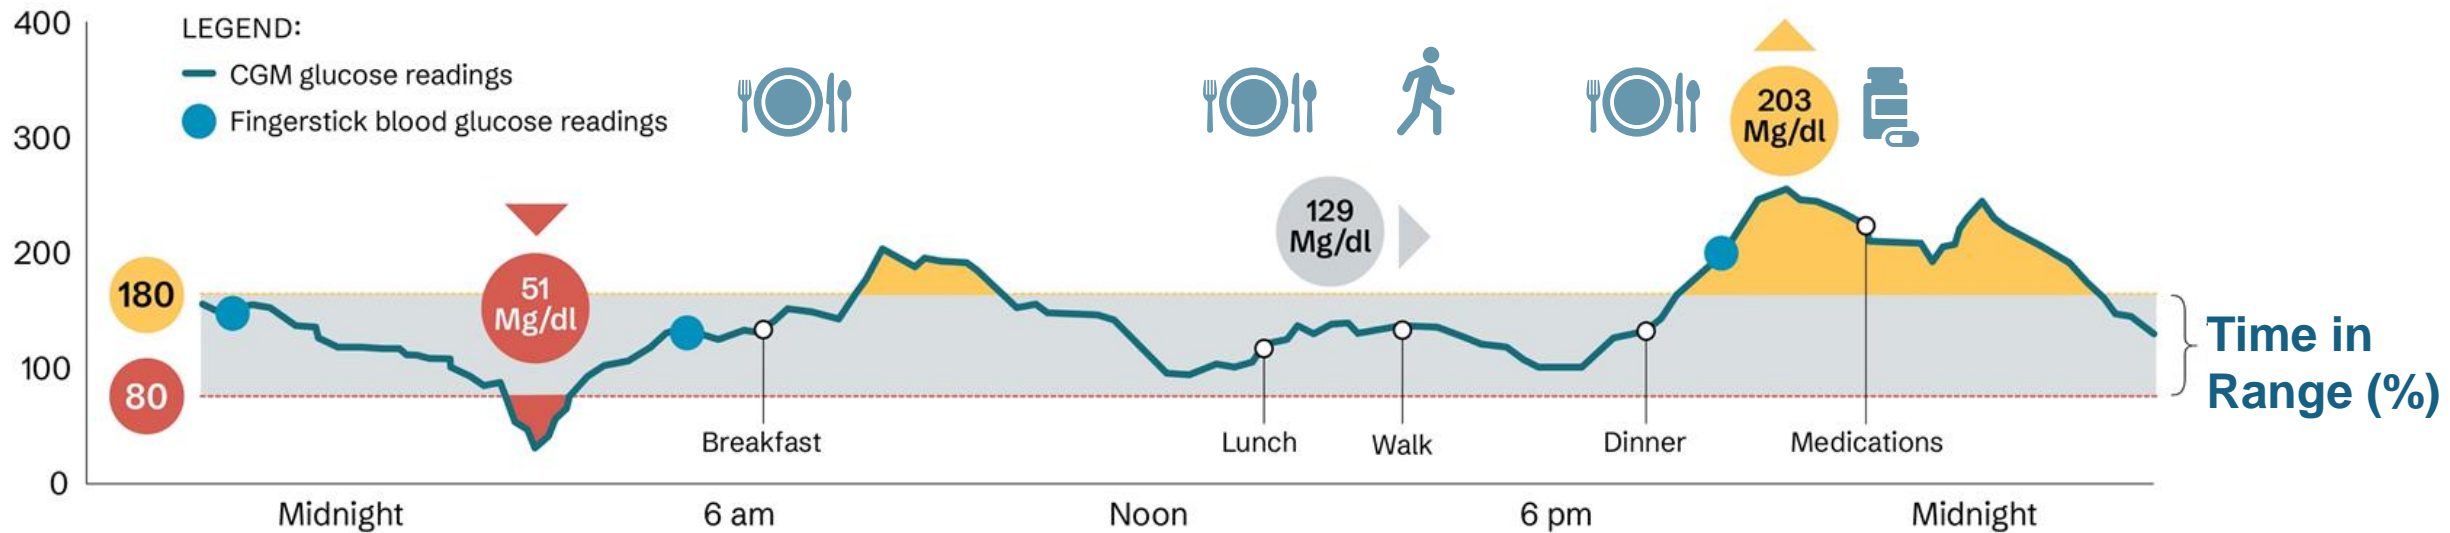 400
300
200
100
0
LEGEND:
CGM glucose readings
Fingerstick blood glucose readings
180
80
51
Mg/dl
129
Mg/dl
203
Mg/dl
Time in
Range (%)
Breakfast
Lunch
Walk
Dinner
Medications
Midnight
6 am
Noon
6 pm
Midnight